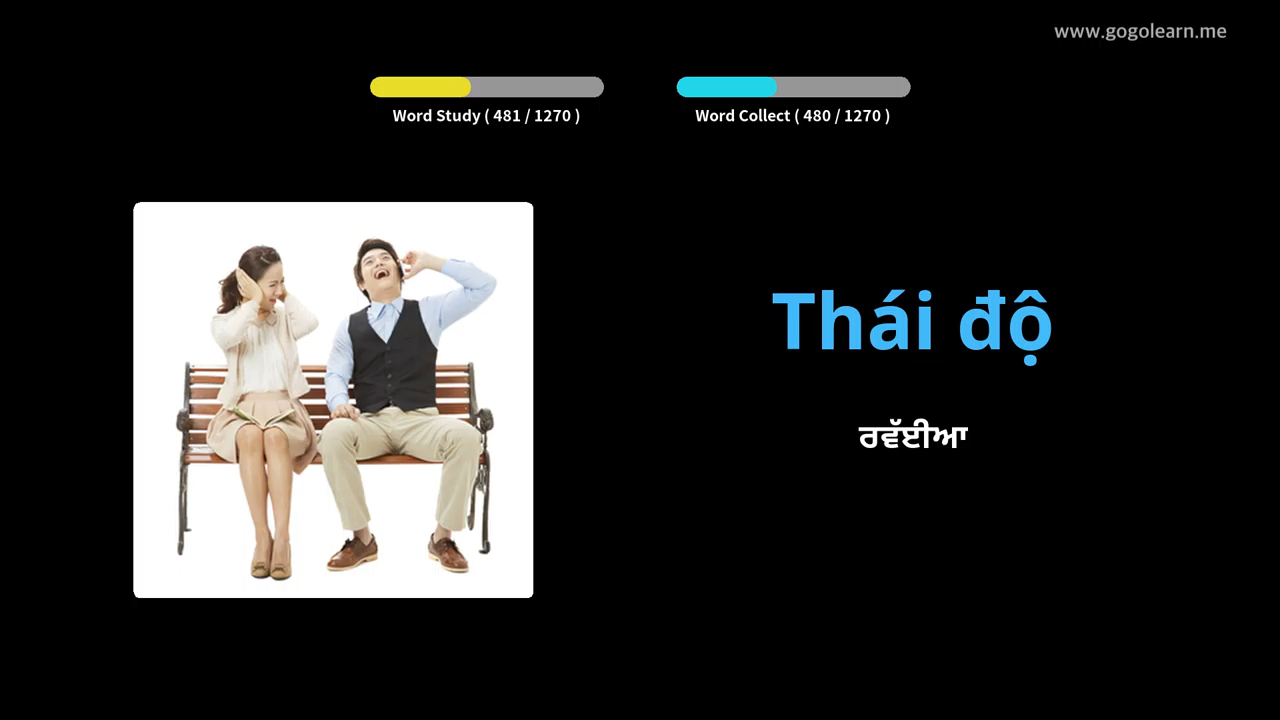 www.gogolearn.me
Word Study ( 481 / 1270 )
Word Collect ( 480 / 1270 )
Thái độ
ਰਵੱਈਆ